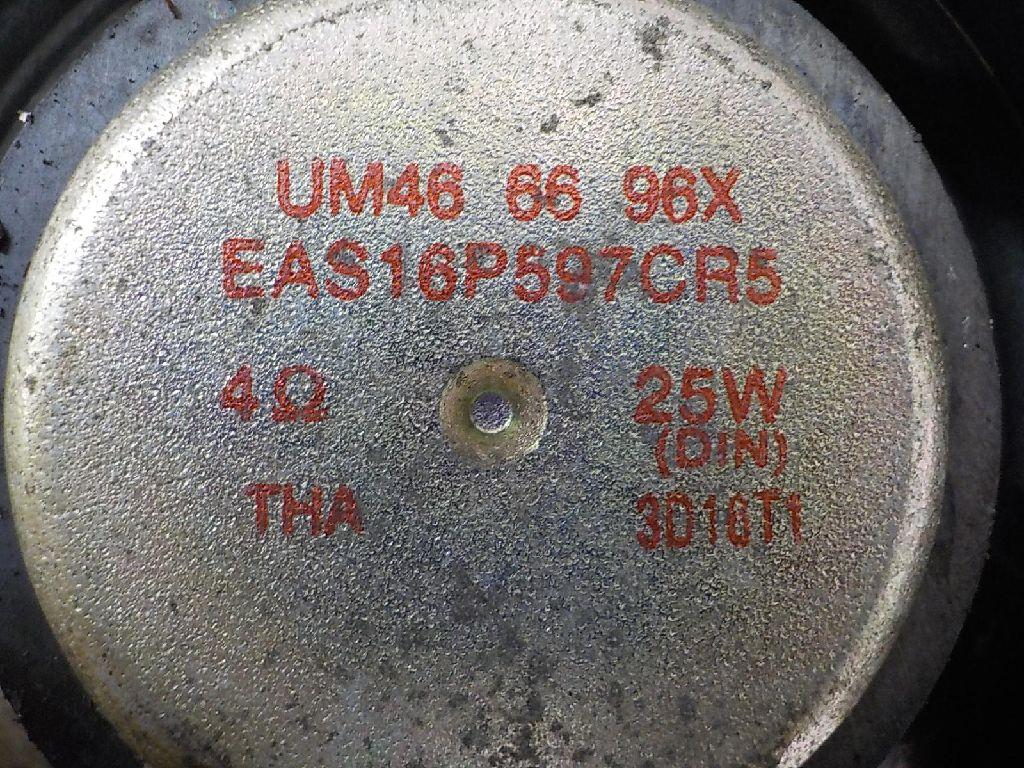 UM46 66 96X
EAS16P597CR5
4Ω 25W
(DIN)
THA 3D16T1